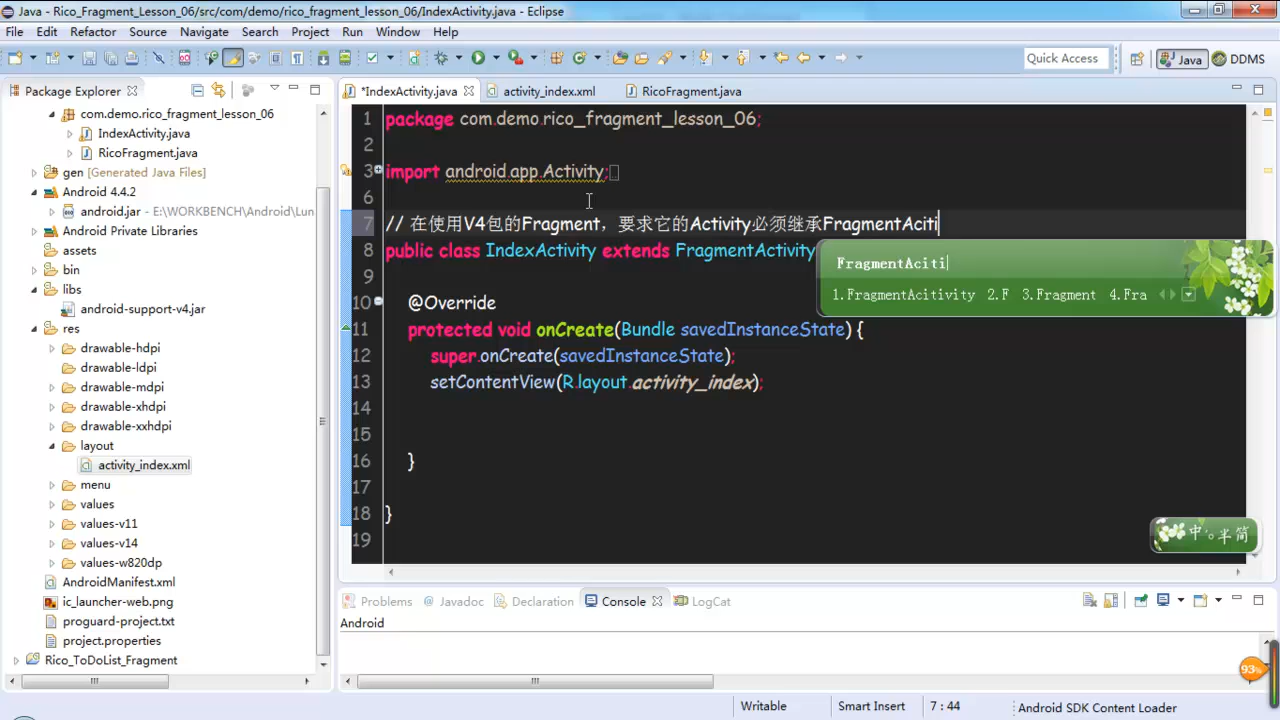 Java - Rico_Fragment_Lesson_06/src/com/demo/rico_fragment_lesson_06/IndexActivity.java - Eclipse
File Edit Refactor Source Navigate Search Project Run Window Help
Quick Access Java DDMS
Package Explorer
com.demo.rico_fragment_lesson_06
IndexActivity.java
RicoFragment.java
gen [Generated Java Files]
Android 4.4.2
android.jar - E:\WORKBENCH\Android\Lun
Android Private Libraries
assets
bin
libs
android-support-v4.jar
res
drawable-hdpi
drawable-ldpi
drawable-mdpi
drawable-xhdpi
drawable-xxhdpi
layout
activity_index.xml
menu
values
values-v11
values-v14
values-w820dp
AndroidManifest.xml
ic_launcher-web.png
proguard-project.txt
project.properties
Rico_ToDoList_Fragment
*IndexActivity.java activity_index.xml RicoFragment.java
1 package com.demo.rico_fragment_lesson_06;
2
3 import android.app.Activity;
6
7 // 在使用V4包的Fragment，要求它的Activity必须继承FragmentAciti
8 public class IndexActivity extends FragmentActivity
9
10 @Override
11 protected void onCreate(Bundle savedInstanceState) {
12 super.onCreate(savedInstanceState);
13 setContentView(R.layout.activity_index);
14
15
16 }
17
18 }
19
FragmentAciti
1.FragmentAcitivity 2.F 3.Fragment 4.Fra
中 半 简
Problems Javadoc Declaration Console LogCat
Android
93%
Writable Smart Insert 7 : 44 Android SDK Content Loader